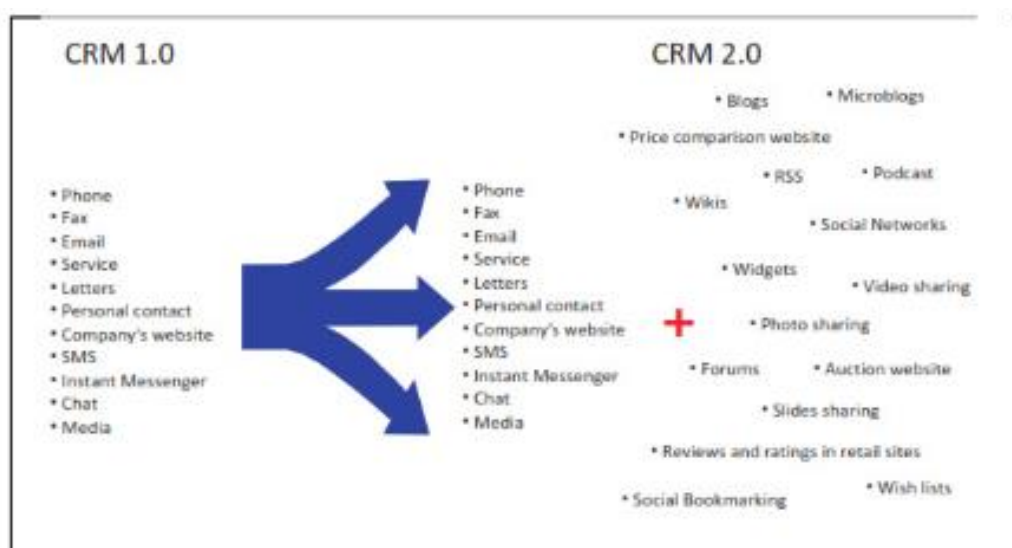 CRM 1.0
• Phone
• Fax
• Email
• Service
• Letters
• Personal contact
• Company's website
• SMS
• Instant Messenger
• Chat
• Media
CRM 2.0
• Phone
• Fax
• Email
• Service
• Letters
• Personal contact
• Company's website
• SMS
• Instant Messenger
• Chat
• Media
+
• Blogs
• Microblogs
• Price comparison website
• RSS
• Podcast
• Wikis
• Social Networks
• Widgets
• Video sharing
• Photo sharing
• Forums
• Auction website
• Slides sharing
• Reviews and ratings in retail sites
• Wish lists
• Social Bookmarking